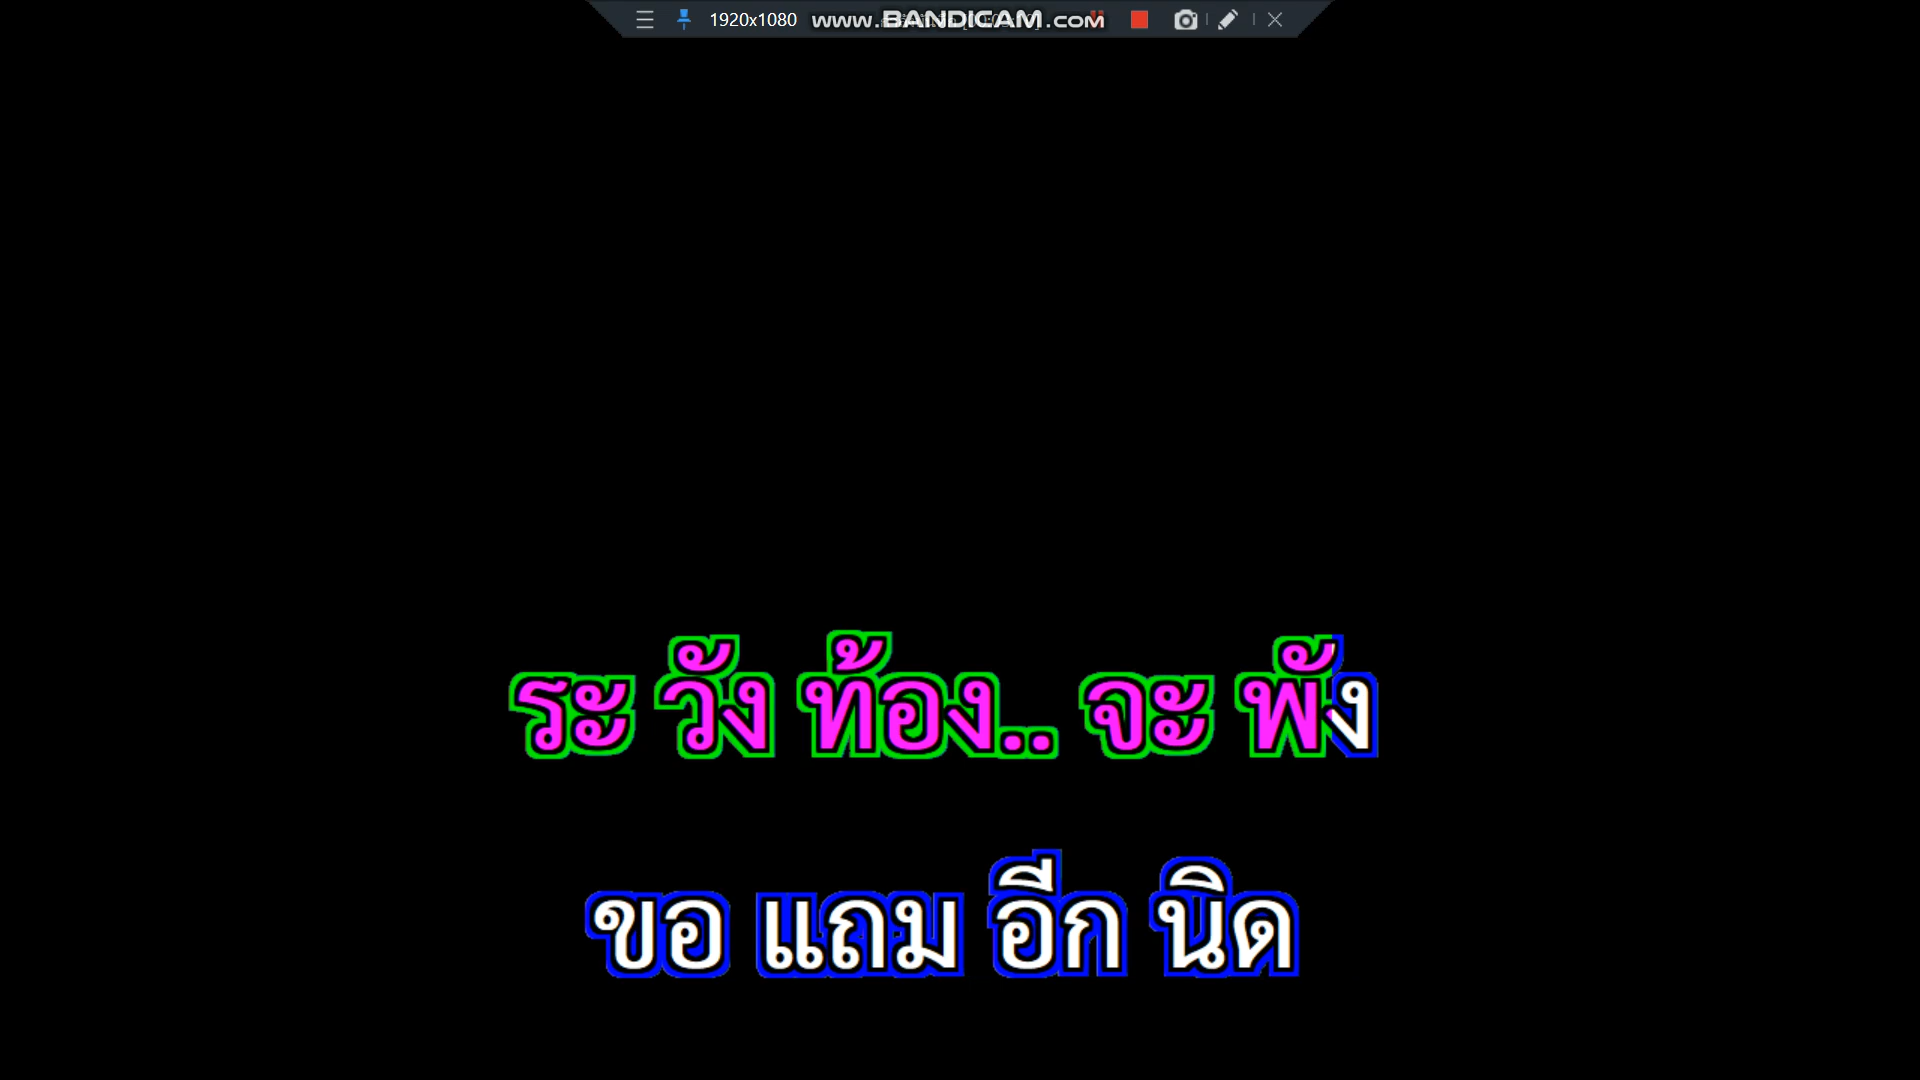 1920x1080 www.BANDICAM.com
ระ วัง ท้อง.. จะ พัง
ขอ แถม อีก นิด